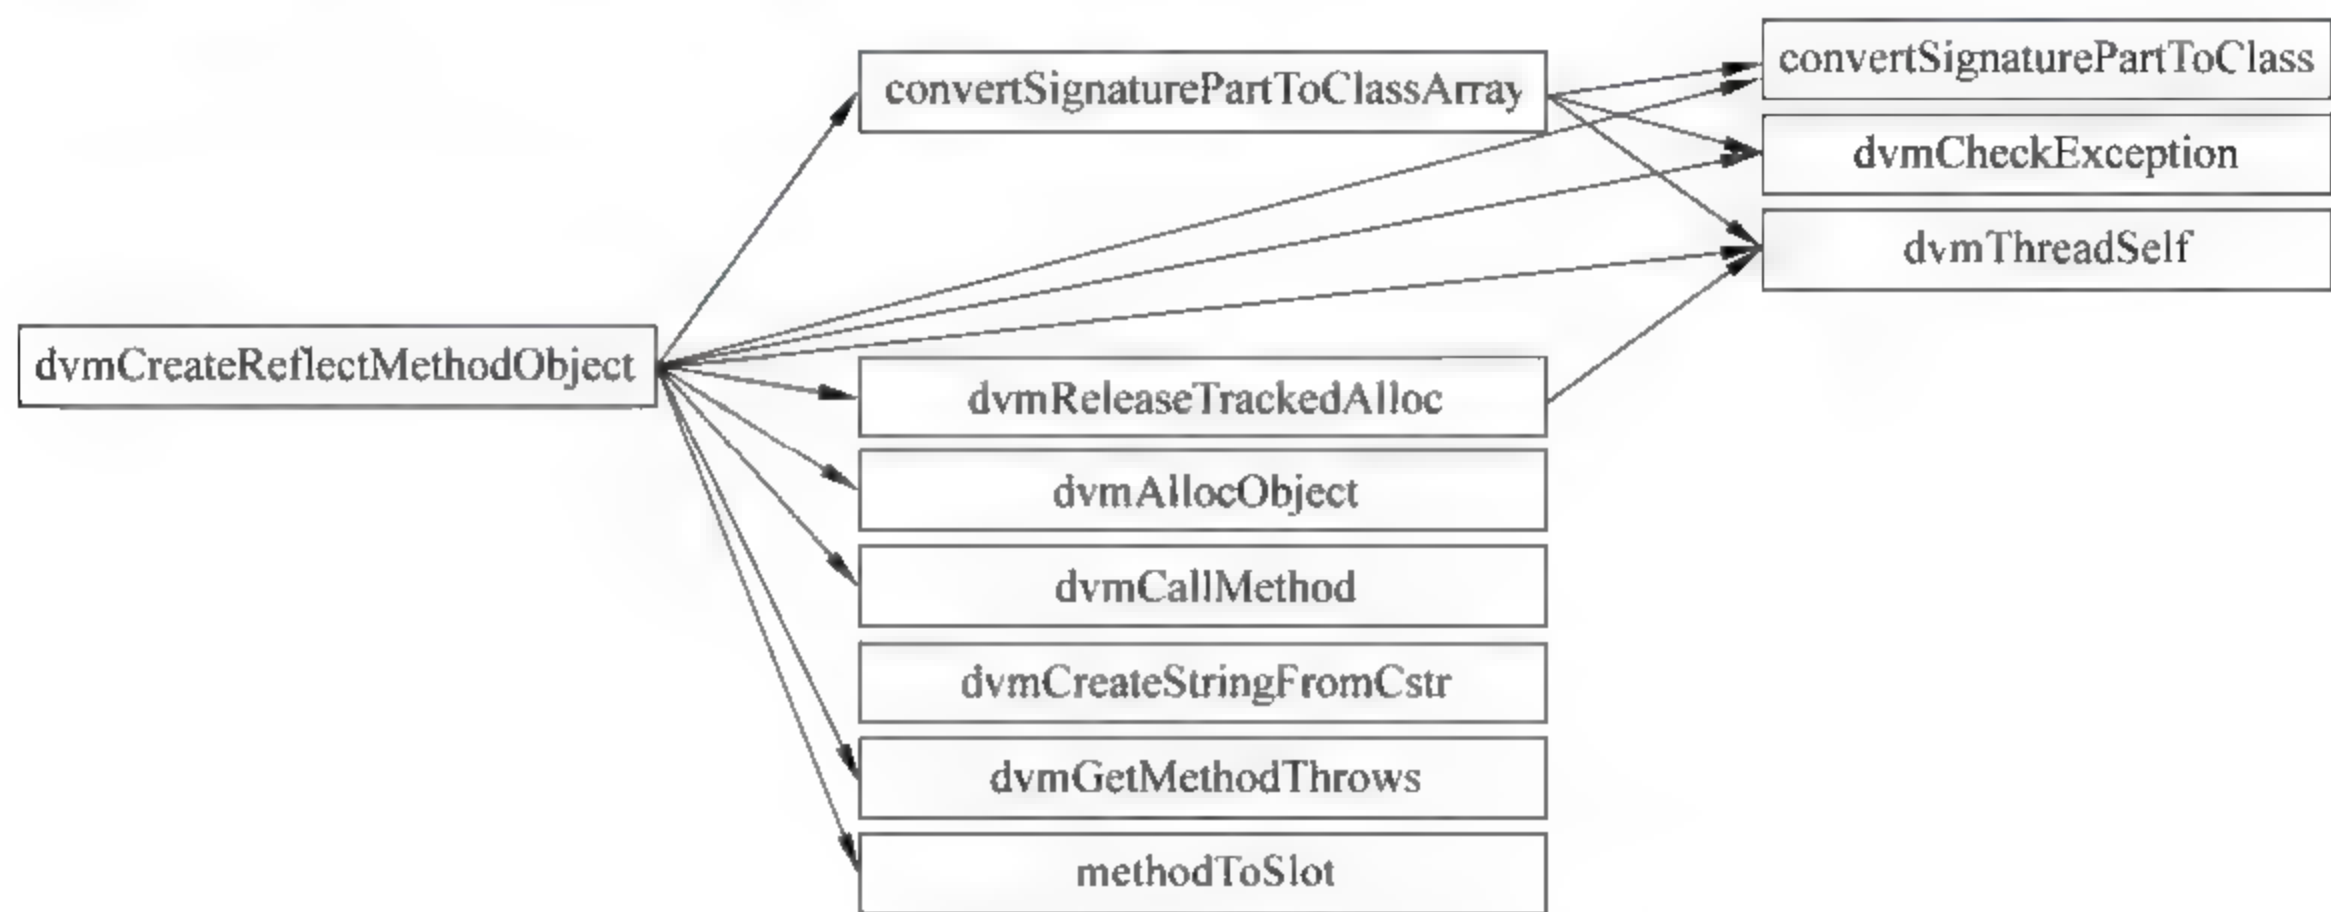 convertSignaturePartToClass
convertSignaturePartToClassArray
dvmCheckException
dvmThreadSelf
dvmCreateReflectMethodObject
dvmReleaseTrackedAlloc
dvmAllocObject
dvmCallMethod
dvmCreateStringFromCstr
dvmGetMethodThrows
methodToSlot